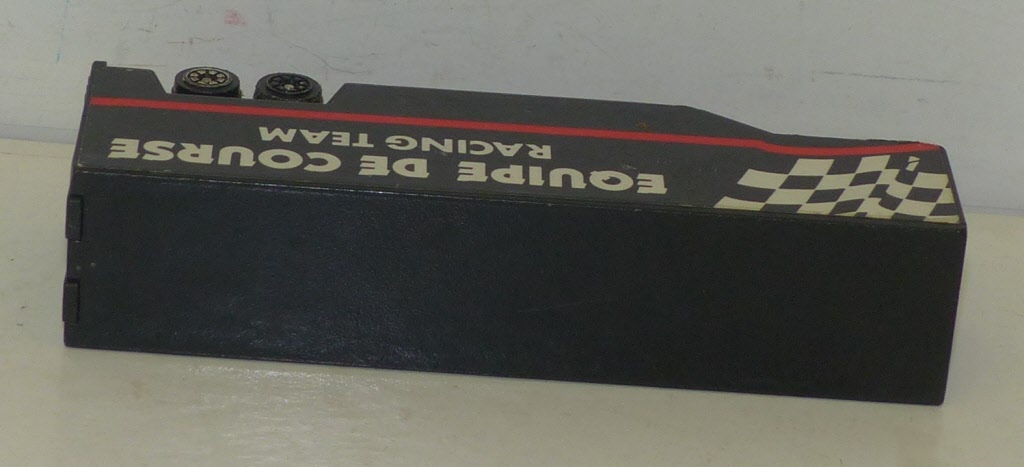 EQUIPE DE COURSE
RACING TEAM